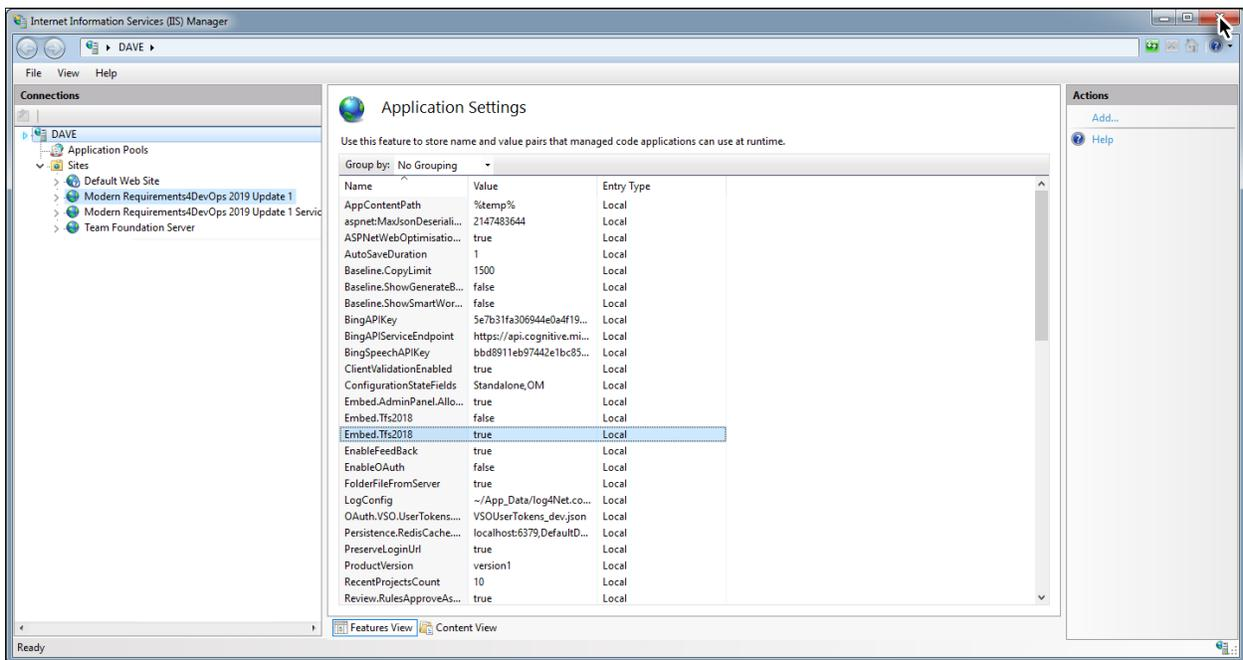 Internet Information Services (IIS) Manager
DAVE
File View Help
Connections
DAVE
Application Pools
Sites
Default Web Site
Modern Requirements4DevOps 2019 Update 1
Modern Requirements4DevOps 2019 Update 1 Servic
Team Foundation Server
Application Settings
Use this feature to store name and value pairs that managed code applications can use at runtime.
Group by: No Grouping
Name Value Entry Type
AppContentPath %temp% Local
aspnet:MaxJsonDeseriali... 2147483644 Local
ASPNetWebOptimisatio... true Local
AutoSaveDuration 1 Local
Baseline.CopyLimit 1500 Local
Baseline.ShowGenerateB... false Local
Baseline.ShowSmartWor... false Local
BingAPIKey 5e7b31fa306944e0a4f19... Local
BingAPIServiceEndpoint https://api.cognitive.mi... Local
BingSpeechAPIKey bbd8911eb97442e1bc85... Local
ClientValidationEnabled true Local
ConfigurationStateFields Standalone,OM Local
Embed.AdminPanel.Allo... true Local
Embed.Tfs2018 false Local
Embed.Tfs2018 true Local
EnableFeedBack true Local
EnableOAuth false Local
FolderFileFromServer true Local
LogConfig ~/App_Data/log4Net.co... Local
OAuth.VSO.UserTokens.... VSOUserTokens_dev.json Local
Persistence.RedisCache.... localhost:6379,DefaultD... Local
PreserveLoginUrl true Local
ProductVersion version1 Local
RecentProjectsCount 10 Local
Review.RulesApproveAs... true Local
Features View Content View
Actions
Add...
Help
Ready